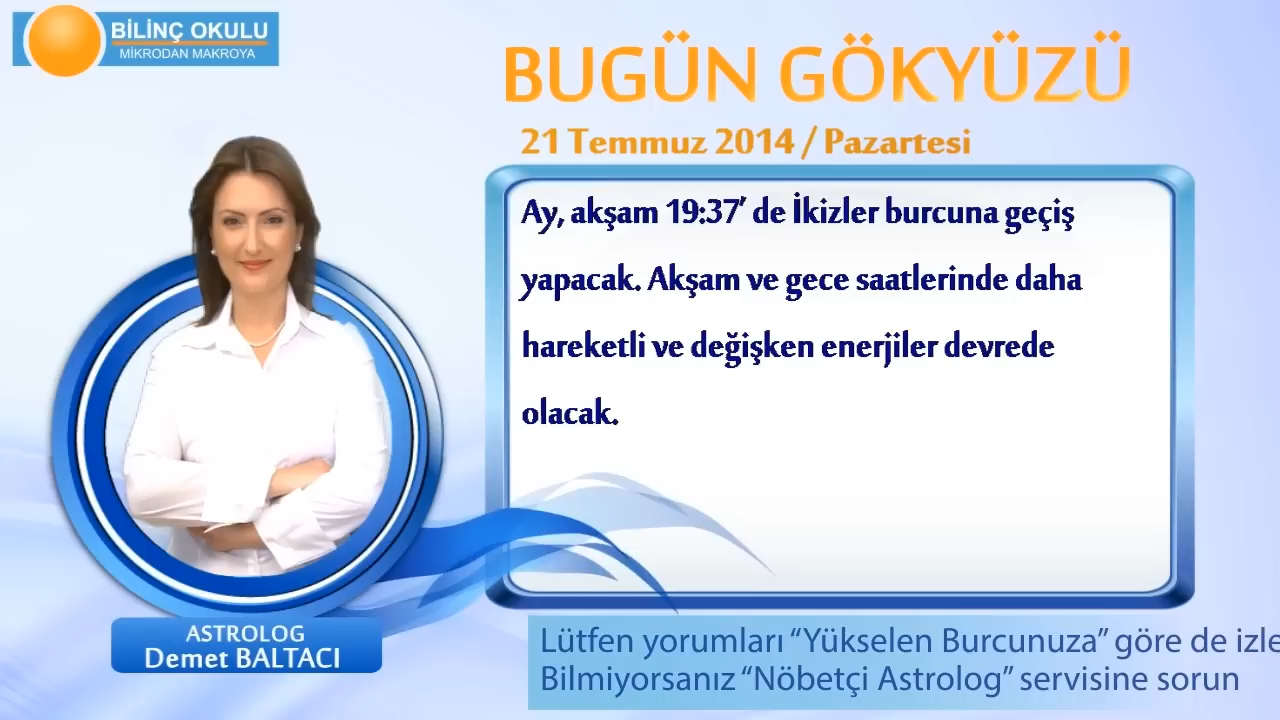 BİLİNÇ OKULU
MİKRODAN MAKROYA
BUGÜN GÖKYÜZÜ
21 Temmuz 2014 / Pazartesi
Ay, akşam 19:37' de İkizler burcuna geçiş
yapacak. Akşam ve gece saatlerinde daha
hareketli ve değişken enerjiler devrede
olacak.
ASTROLOG
Demet BALTACI
Lütfen yorumları “Yükselen Burcunuza” göre de izle
Bilmiyorsanız “Nöbetçi Astrolog” servisine sorun